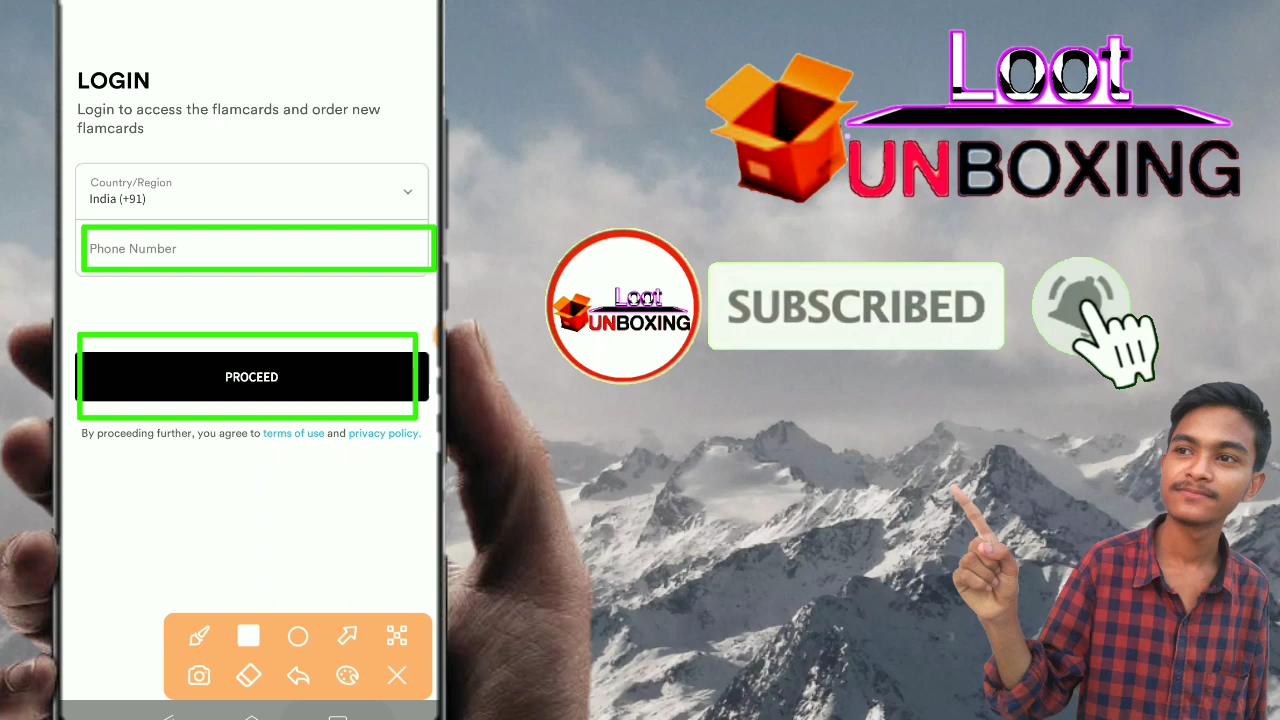 LOGIN
Login to access the flamcards and order new
flamcards
Country/Region
India (+91)
Phone Number
PROCEED
By proceeding further, you agree to terms of use and privacy policy.
Loot
UNBOXING
Loot
UNBOXING
SUBSCRIBED